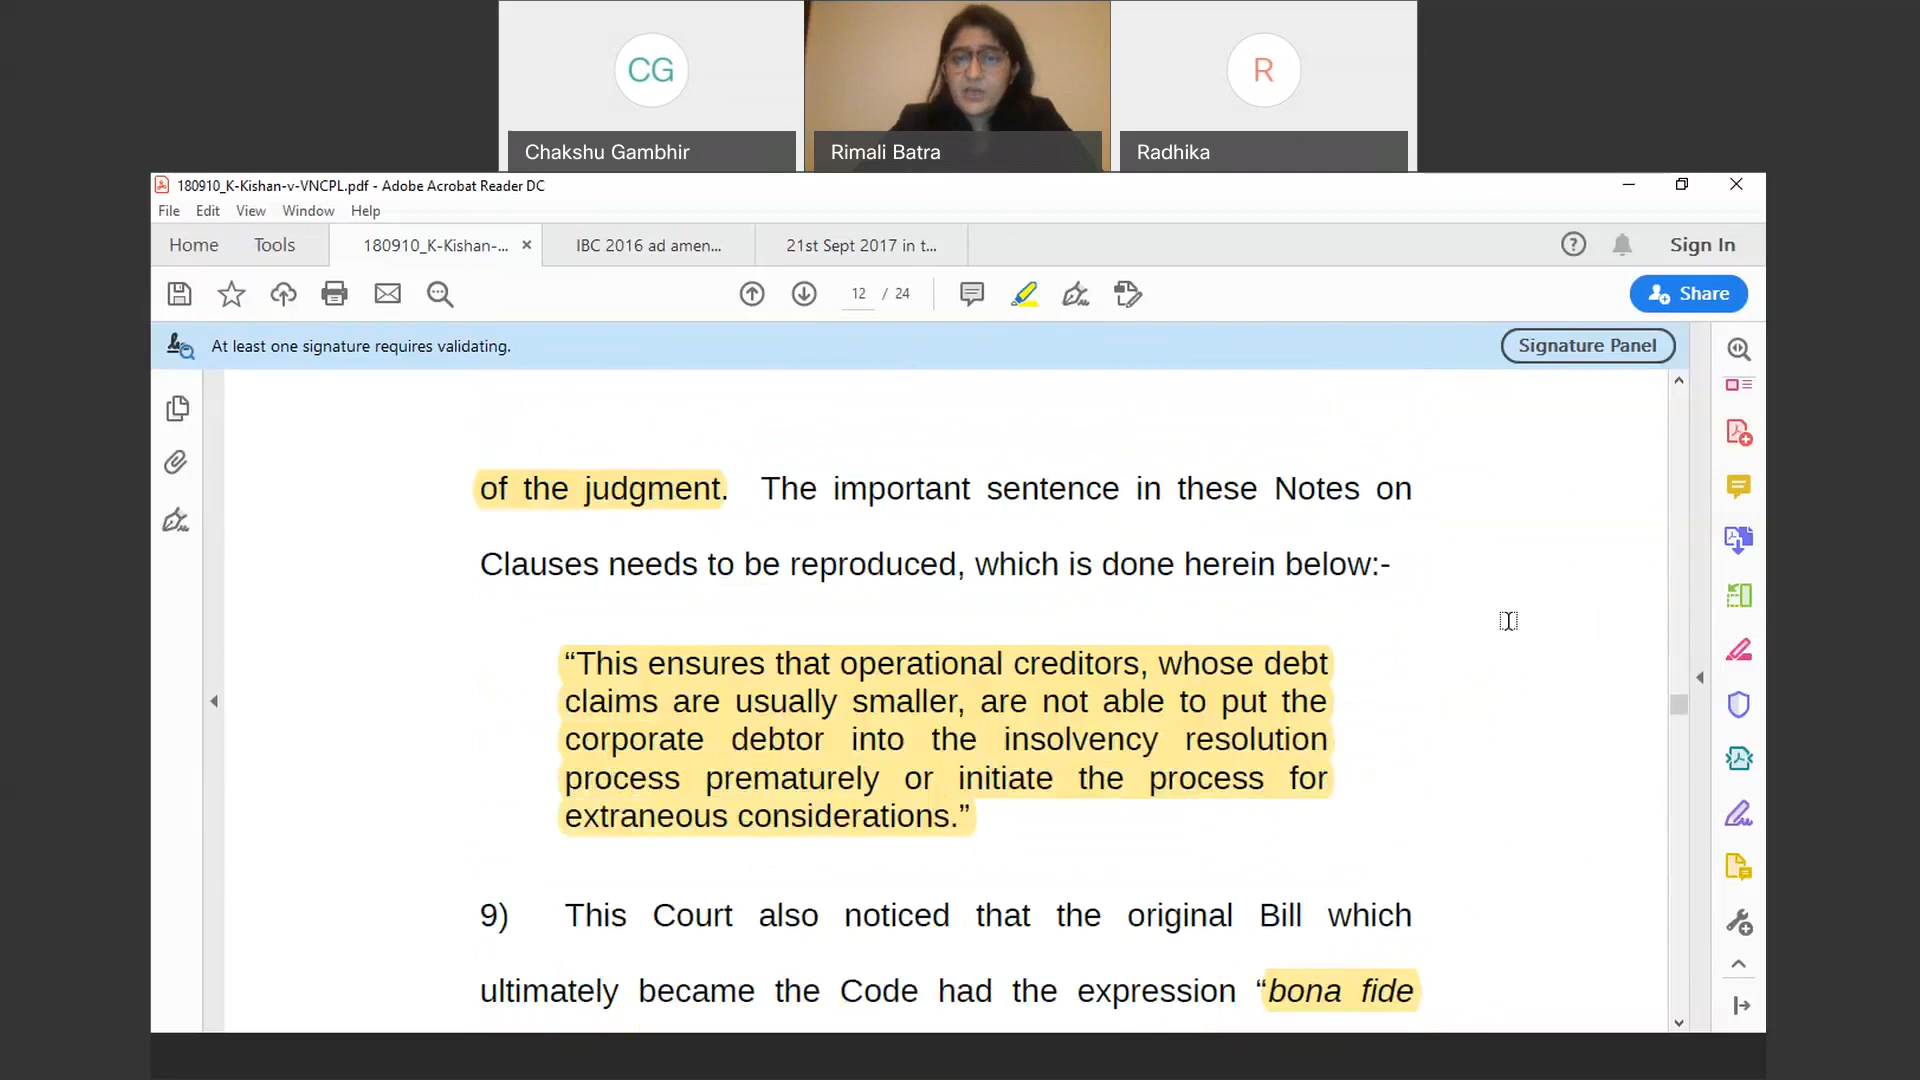 CG
R
Chakshu Gambhir
Rimali Batra
Radhika
180910_K-Kishan-v-VNCPL.pdf - Adobe Acrobat Reader DC
File Edit View Window Help
Home Tools 180910_K-Kishan-... × IBC 2016 ad amen... 21st Sept 2017 in t... ? Sign In
12 / 24 Share
At least one signature requires validating. Signature Panel
of the judgment. The important sentence in these Notes on
Clauses needs to be reproduced, which is done herein below:-
“This ensures that operational creditors, whose debt
claims are usually smaller, are not able to put the
corporate debtor into the insolvency resolution
process prematurely or initiate the process for
extraneous considerations.”
9) This Court also noticed that the original Bill which
ultimately became the Code had the expression “bona fide